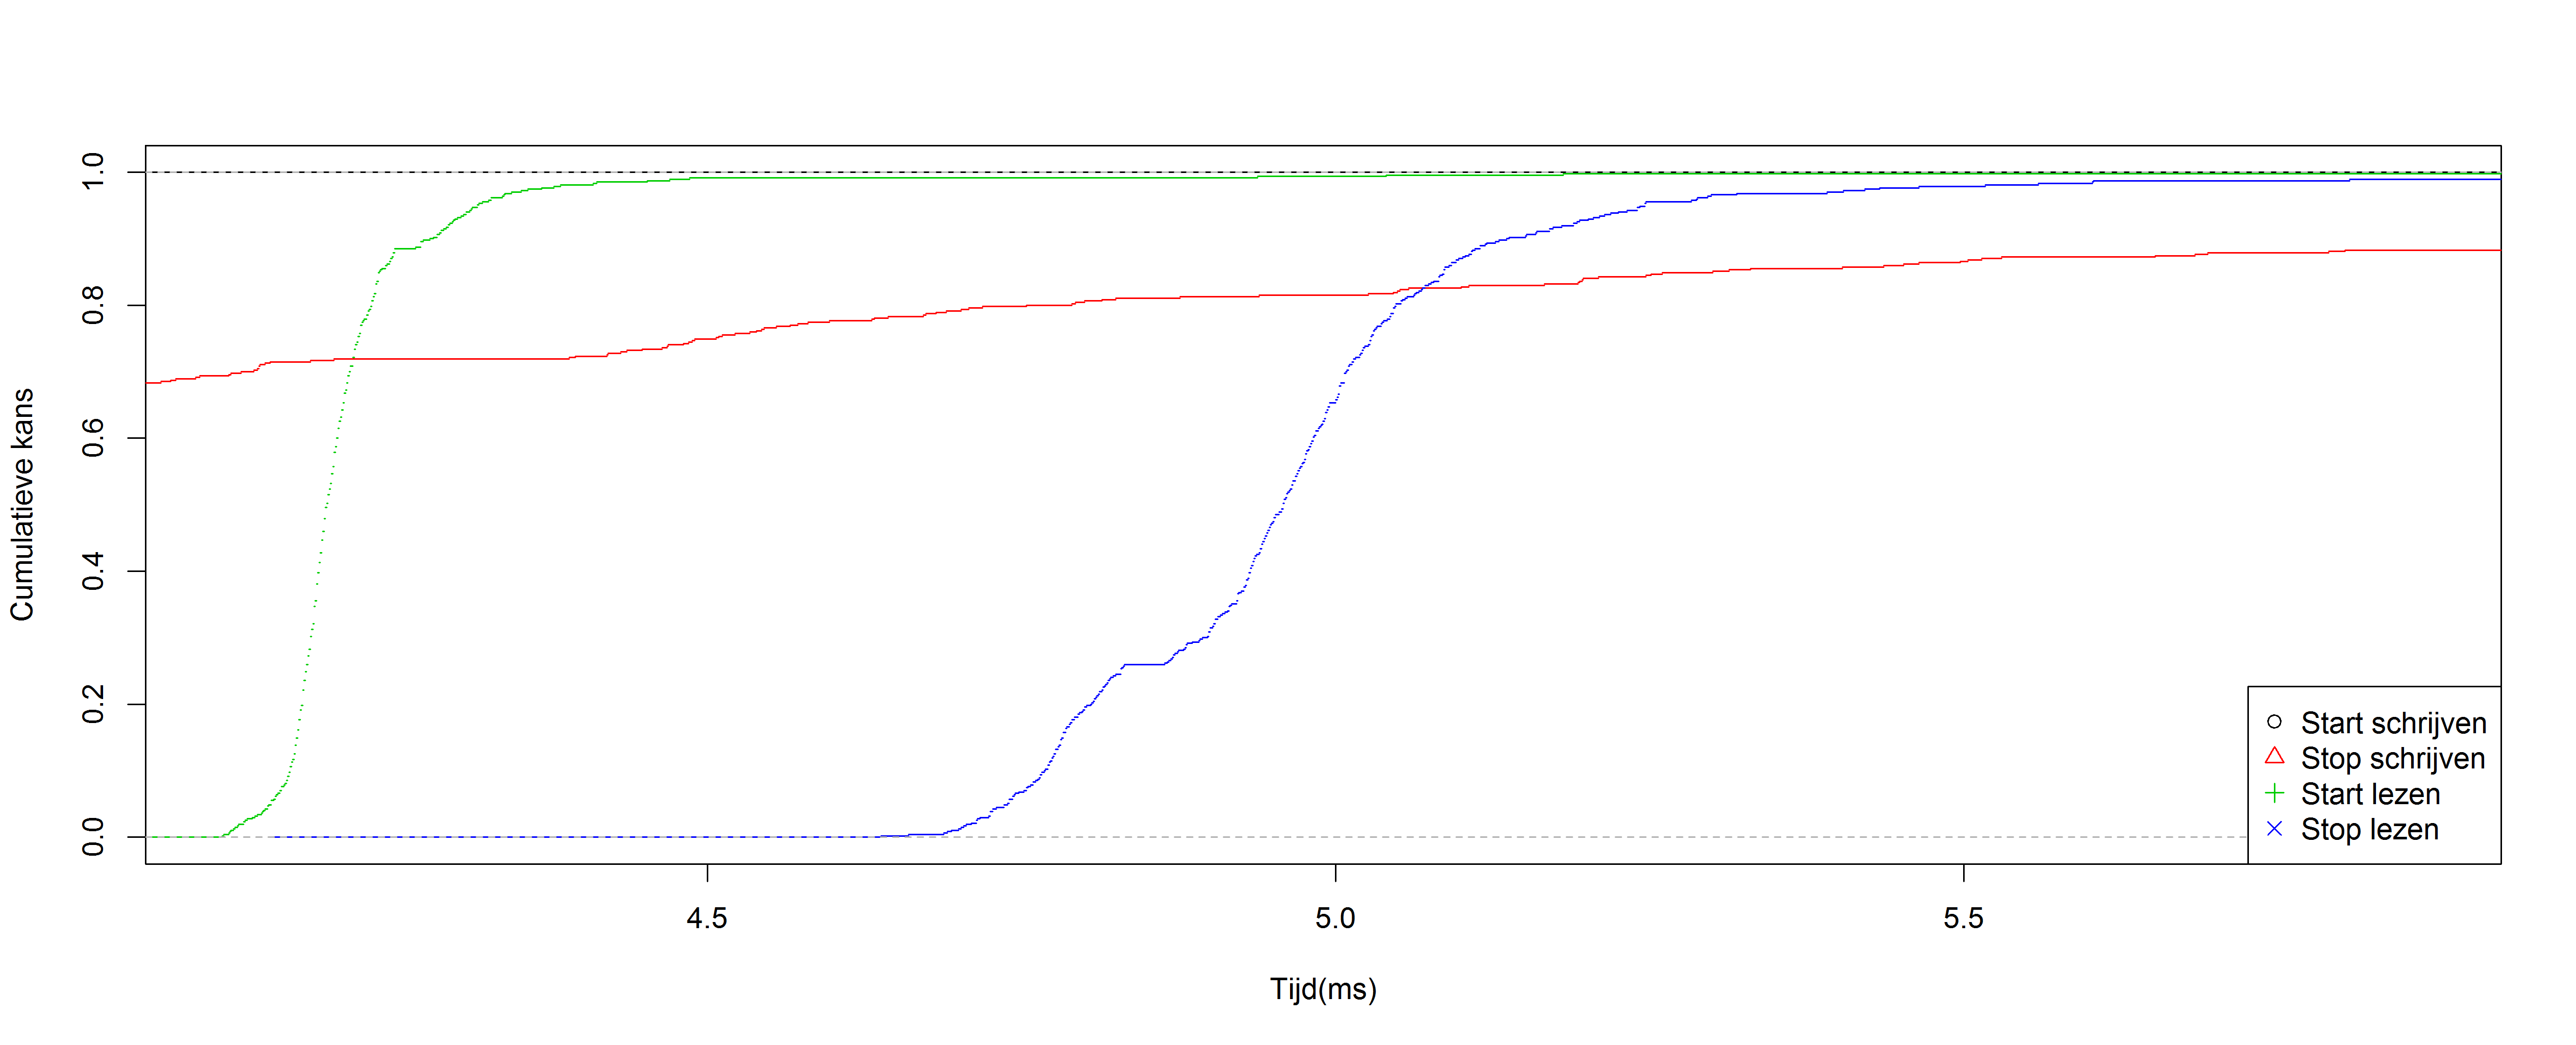 1.0
0.8
0.6
0.4
0.2
0.0
Cumulatieve kans
4.5 5.0 5.5
Tijd(ms)
Start schrijven
Stop schrijven
Start lezen
Stop lezen